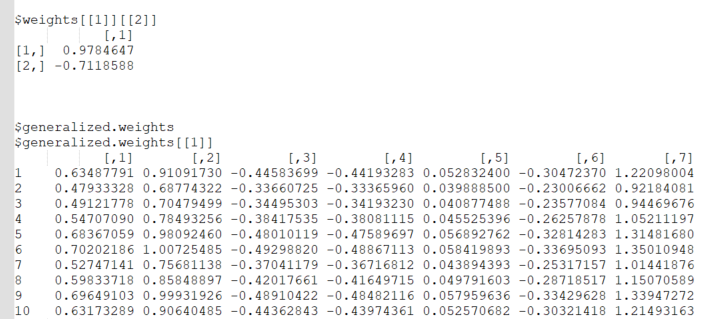 $weights[[1]][[2]]
[,1]
[1,] 0.9784647
[2,] -0.7118588
$generalized.weights
$generalized.weights[[1]]
[,1] [,2] [,3] [,4] [,5] [,6] [,7]
1 0.63487791 0.91091730 -0.44583699 -0.44193283 0.052832400 -0.30472370 1.22098004
2 0.47933328 0.68774322 -0.33660725 -0.33365960 0.039888500 -0.23006662 0.92184081
3 0.49121778 0.70479499 -0.34495303 -0.34193230 0.040877488 -0.23577084 0.94469676
4 0.54707090 0.78493256 -0.38417535 -0.38081115 0.045525396 -0.26257878 1.05211197
5 0.68367059 0.98092460 -0.48010119 -0.47589697 0.056892762 -0.32814283 1.31481680
6 0.70202186 1.00725485 -0.49298820 -0.48867113 0.058419893 -0.33695093 1.35010948
7 0.52747141 0.75681138 -0.37041179 -0.36716812 0.043894393 -0.25317157 1.01441876
8 0.59833718 0.85848897 -0.42017661 -0.41649715 0.049791603 -0.28718517 1.15070589
9 0.69649103 0.99931926 -0.48910422 -0.48482116 0.057959636 -0.33429628 1.33947272
10 0.63173289 0.90640485 -0.44362843 -0.43974361 0.052570682 -0.30321418 1.21493163